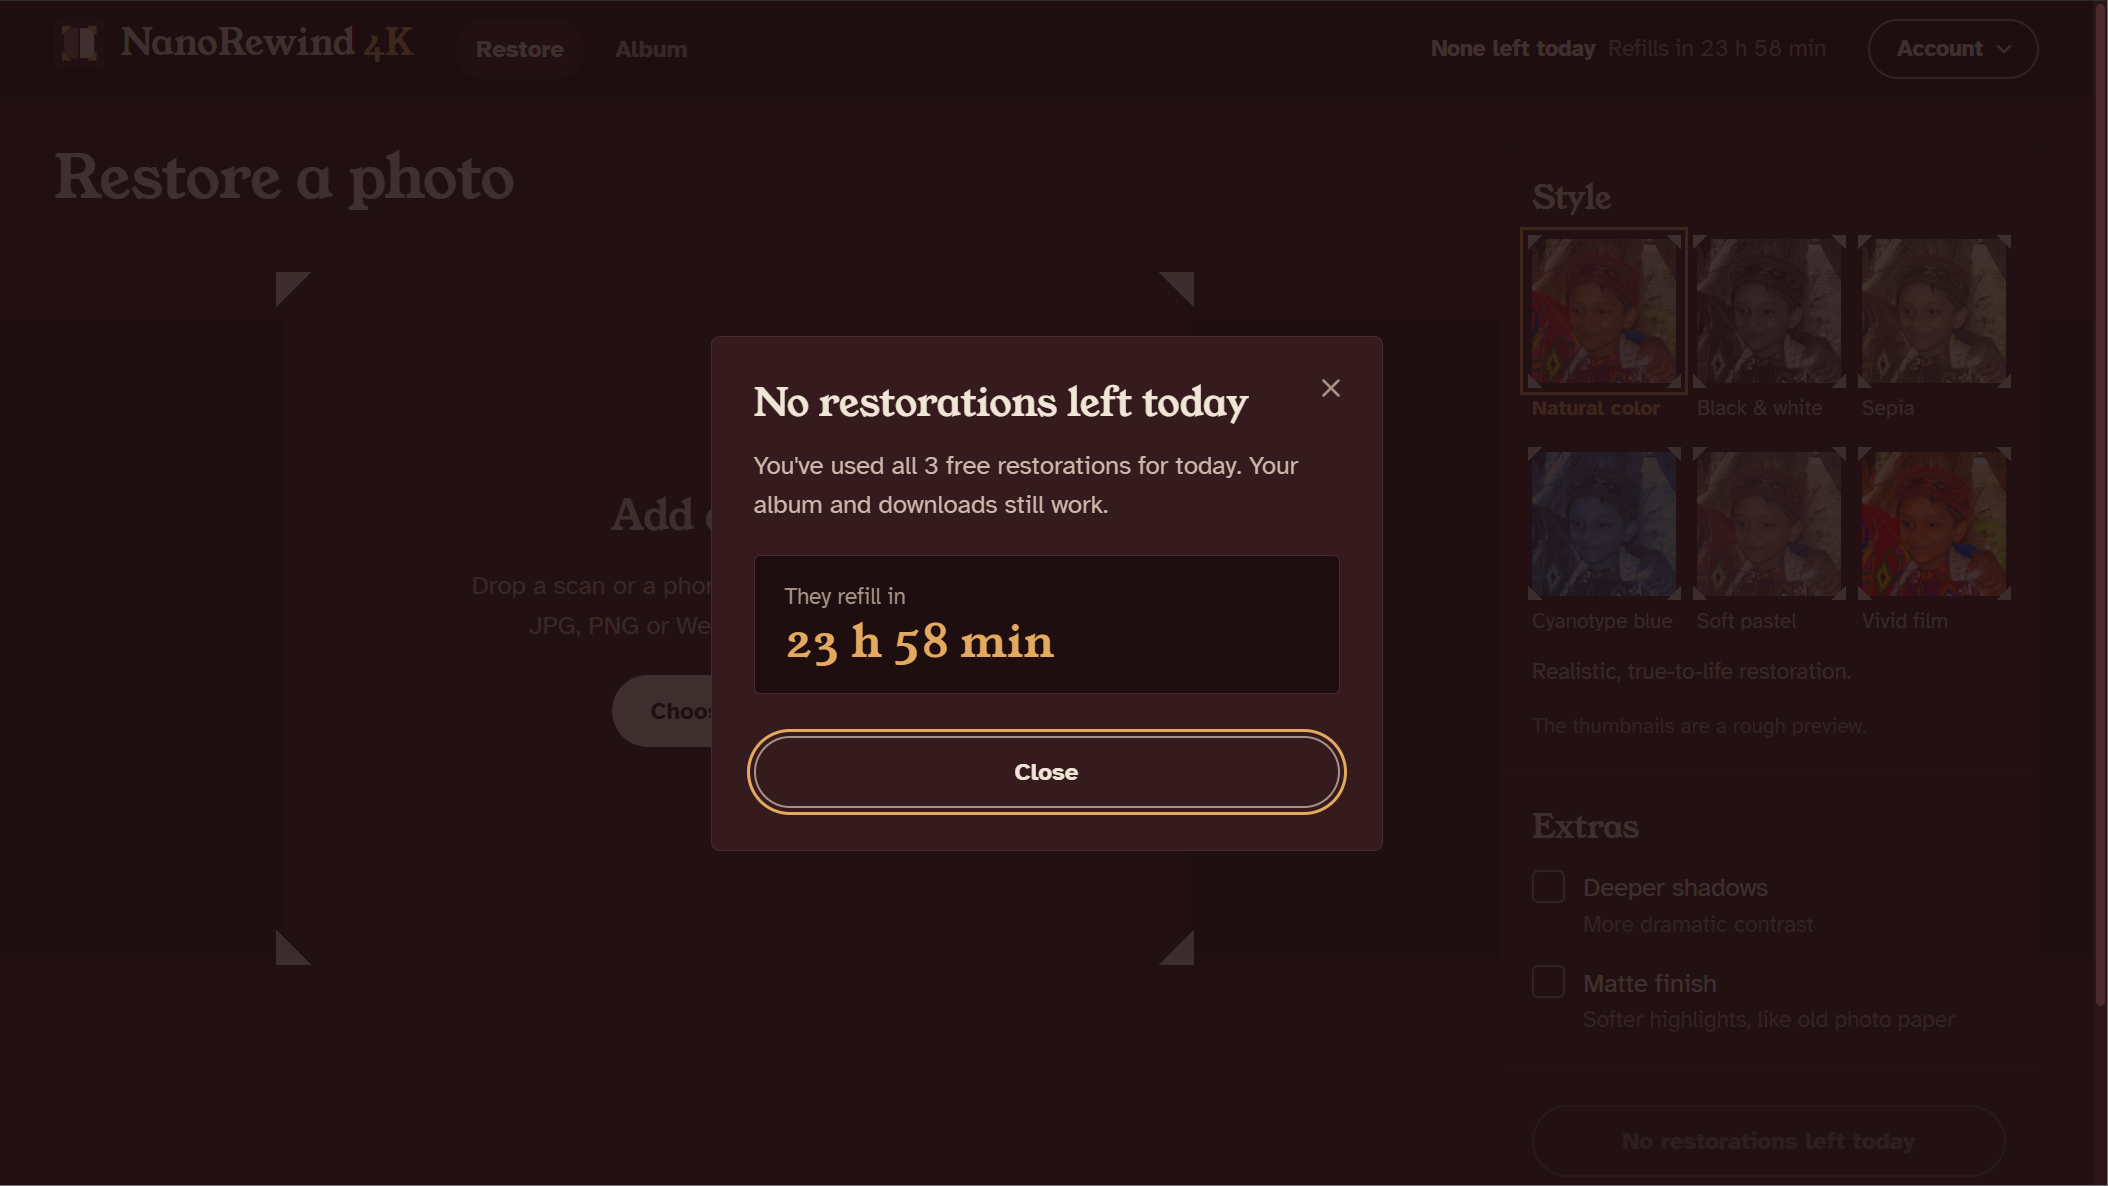 NanoRewind 4K
Restore
Album
None left today Refills in 23 h 58 min
Account
Restore a photo
Style
Natural color
Black & white
Sepia
Cyanotype blue
Soft pastel
Vivid film
Realistic, true-to-life restoration.
The thumbnails are a rough preview.
Extras
Deeper shadows
More dramatic contrast
Matte finish
Softer highlights, like old photo paper
No restorations left today
Add
Drop a scan or a
JPG, PNG or
No restorations left today
You've used all 3 free restorations for today. Your
album and downloads still work.
They refill in
23 h 58 min
Close